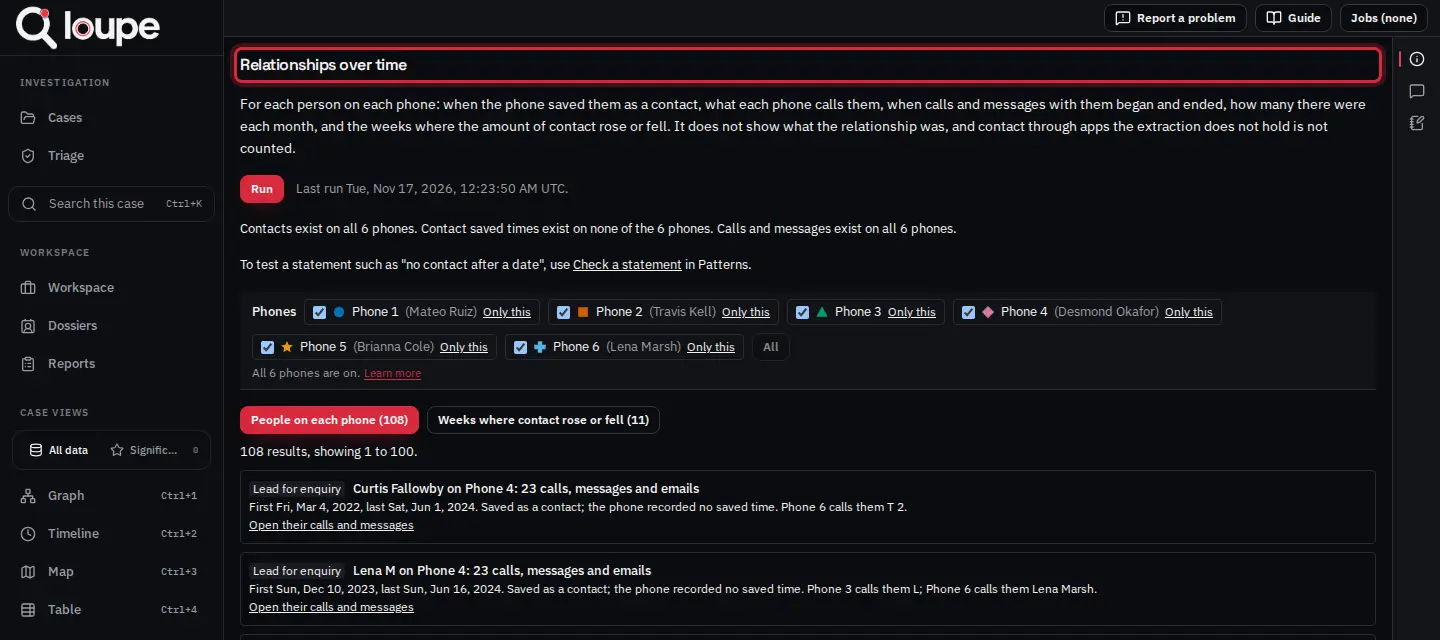 loupe
Report a problem
Guide
Jobs (none)
INVESTIGATION
Cases
Triage
Search this case Ctrl+K
WORKSPACE
Workspace
Dossiers
Reports
CASE VIEWS
All data Signific... 0
Graph Ctrl+1
Timeline Ctrl+2
Map Ctrl+3
Table Ctrl+4
Relationships over time
For each person on each phone: when the phone saved them as a contact, what each phone calls them, when calls and messages with them began and ended, how many there were
each month, and the weeks where the amount of contact rose or fell. It does not show what the relationship was, and contact through apps the extraction does not hold is not
counted.
Run Last run Tue, Nov 17, 2026, 12:23:50 AM UTC.
Contacts exist on all 6 phones. Contact saved times exist on none of the 6 phones. Calls and messages exist on all 6 phones.
To test a statement such as "no contact after a date", use Check a statement in Patterns.
Phones Phone 1 (Mateo Ruiz) Only this Phone 2 (Travis Kell) Only this Phone 3 Only this Phone 4 (Desmond Okafor) Only this
Phone 5 (Brianna Cole) Only this Phone 6 (Lena Marsh) Only this All
All 6 phones are on. Learn more
People on each phone (108) Weeks where contact rose or fell (11)
108 results, showing 1 to 100.
Lead for enquiry Curtis Fallowby on Phone 4: 23 calls, messages and emails
First Fri, Mar 4, 2022, last Sat, Jun 1, 2024. Saved as a contact; the phone recorded no saved time. Phone 6 calls them T 2.
Open their calls and messages
Lead for enquiry Lena M on Phone 4: 23 calls, messages and emails
First Sun, Dec 10, 2023, last Sun, Jun 16, 2024. Saved as a contact; the phone recorded no saved time. Phone 3 calls them L; Phone 6 calls them Lena Marsh.
Open their calls and messages